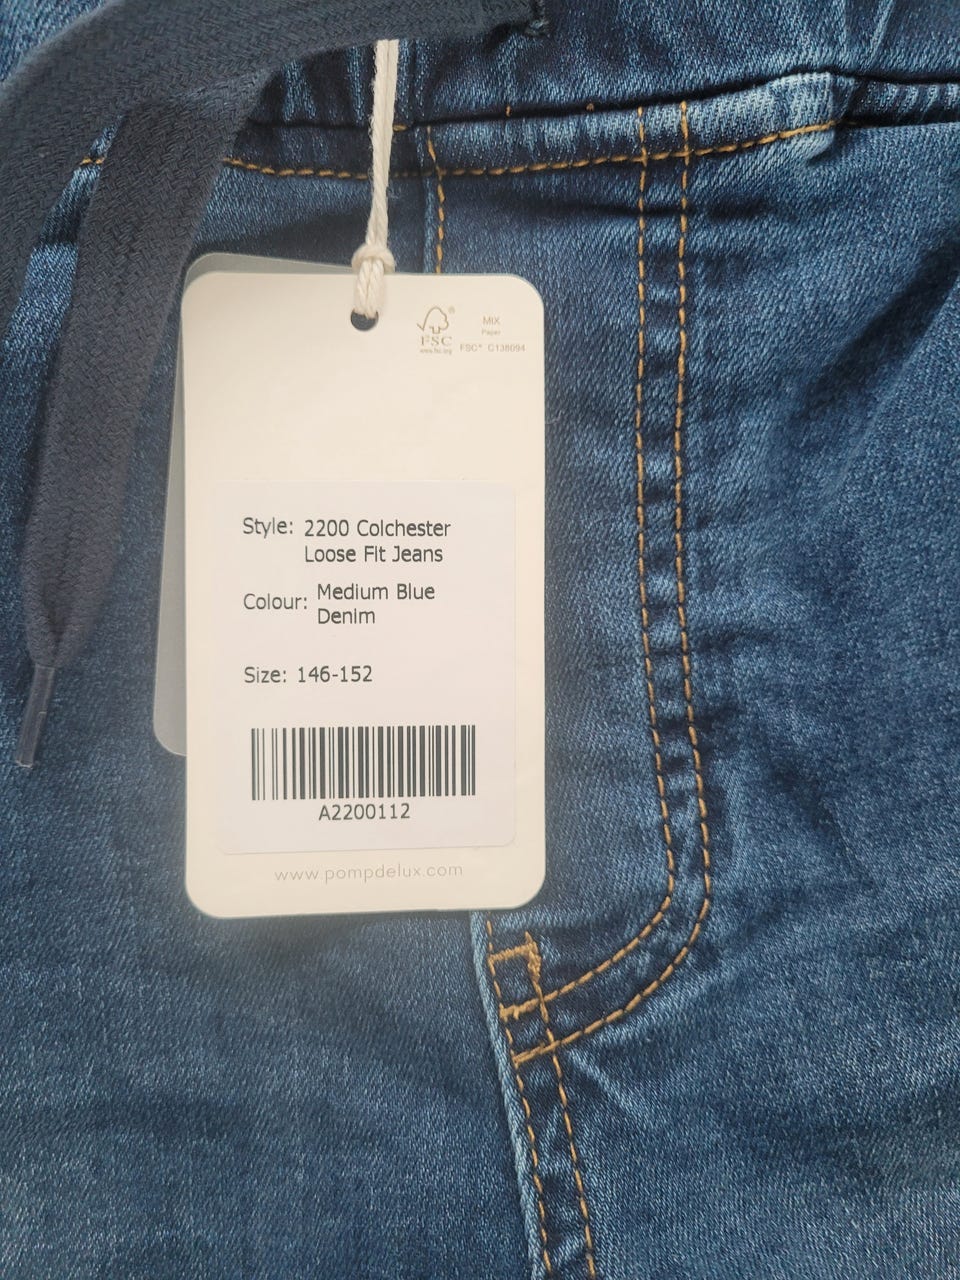 FSC®
www.fsc.org
MIX
Paper
FSC® C138094
Style: 2200 Colchester
Loose Fit Jeans
Colour: Medium Blue
Denim
Size: 146-152
A2200112
www.pompdelux.com